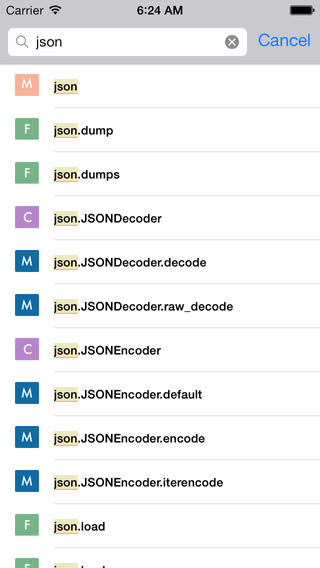 Carrier 6:24 AM
json Cancel
M json
F json.dump
F json.dumps
C json.JSONDecoder
M json.JSONDecoder.decode
M json.JSONDecoder.raw_decode
C json.JSONEncoder
M json.JSONEncoder.default
M json.JSONEncoder.encode
M json.JSONEncoder.iterencode
F json.load